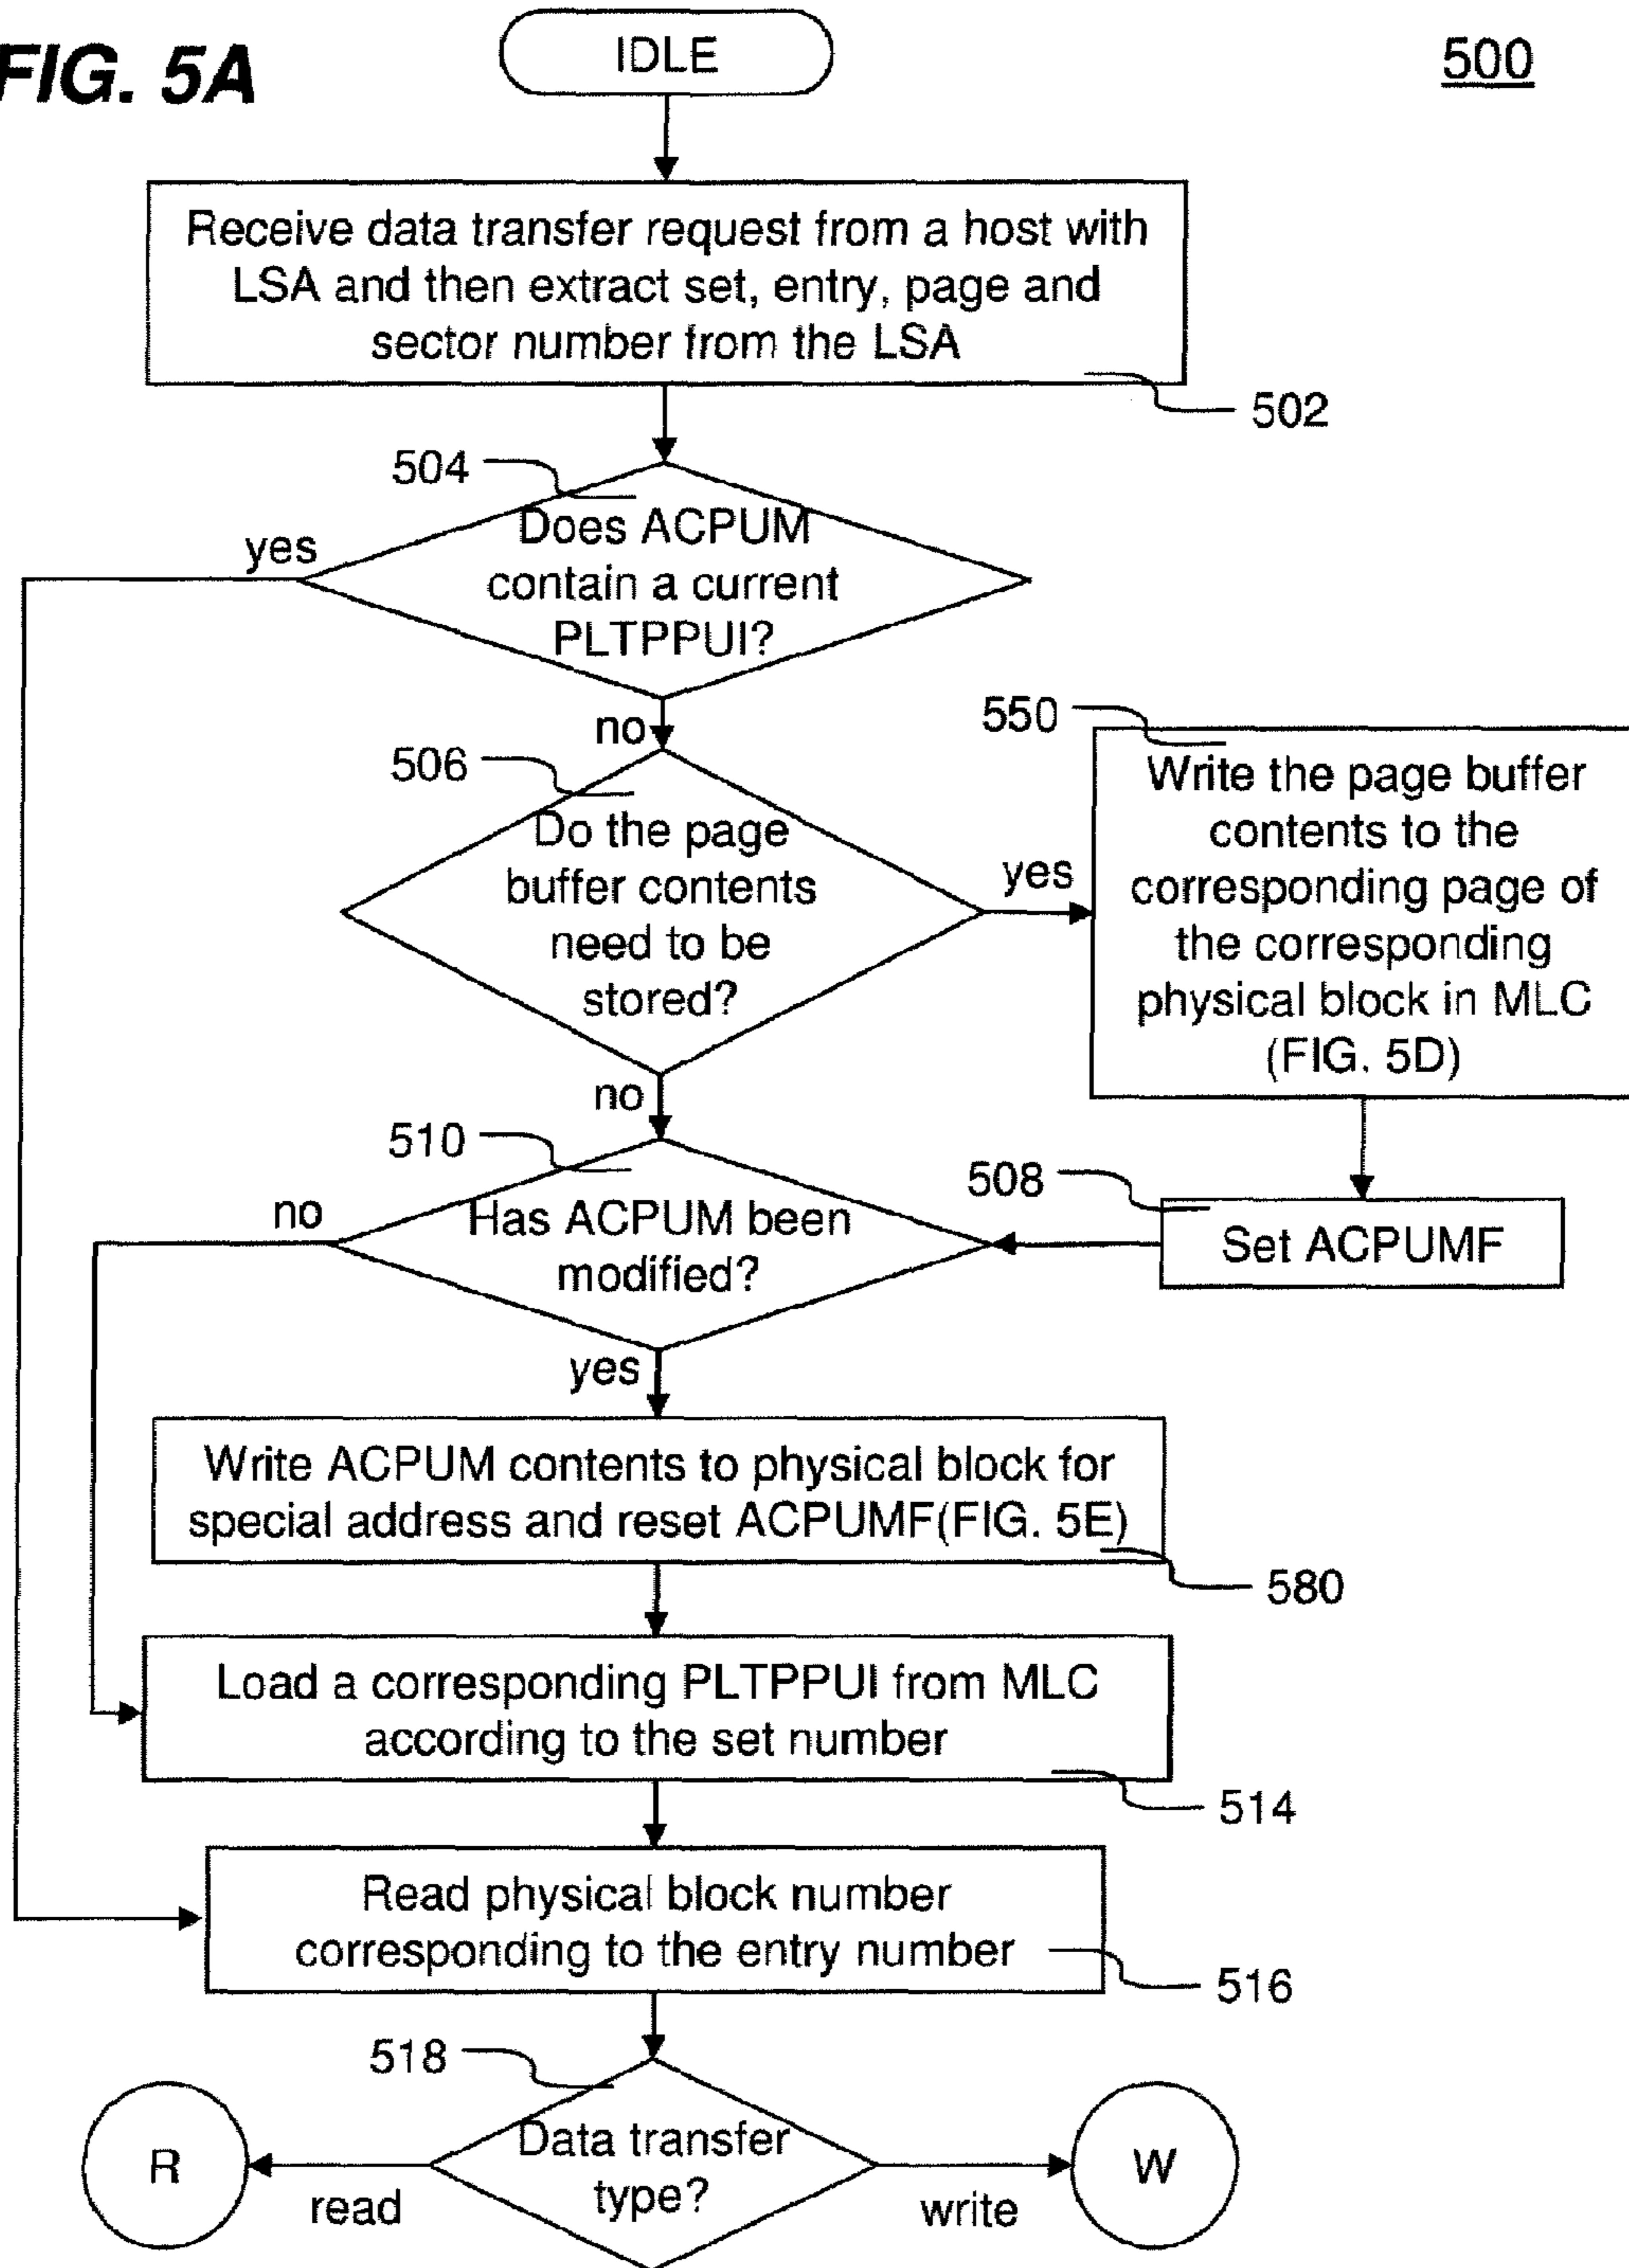 FIG. 5A
500
IDLE
Receive data transfer request from a host with
LSA and then extract set, entry, page and
sector number from the LSA
502
504
Does ACPUM
contain a current
PLTPPUI?
yes
no
506
Do the page
buffer contents
need to be
stored?
yes
no
550
Write the page buffer
contents to the
corresponding page of
the corresponding
physical block in MLC
(FIG. 5D)
508
Set ACPUMF
510
Has ACPUM been
modified?
no
yes
Write ACPUM contents to physical block for
special address and reset ACPUMF(FIG. 5E)
580
Load a corresponding PLTPPUI from MLC
according to the set number
514
Read physical block number
corresponding to the entry number
516
518
Data transfer
type?
R
read
write
W